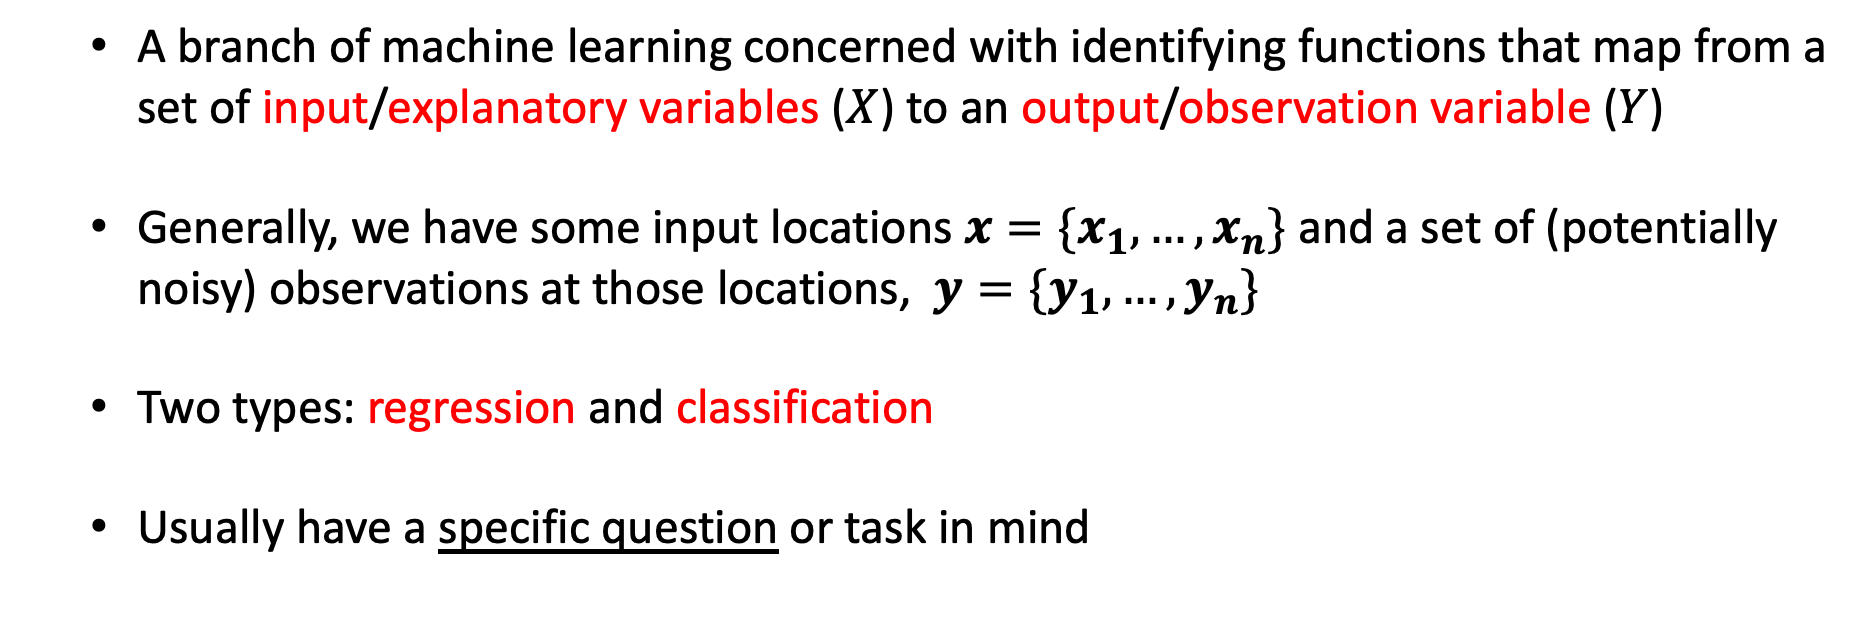 • A branch of machine learning concerned with identifying functions that map from a
set of input/explanatory variables (X) to an output/observation variable (Y)
• Generally, we have some input locations x = {x₁, … , xₙ} and a set of (potentially
noisy) observations at those locations, y = {y₁, … , yₙ}
• Two types: regression and classification
• Usually have a specific question or task in mind